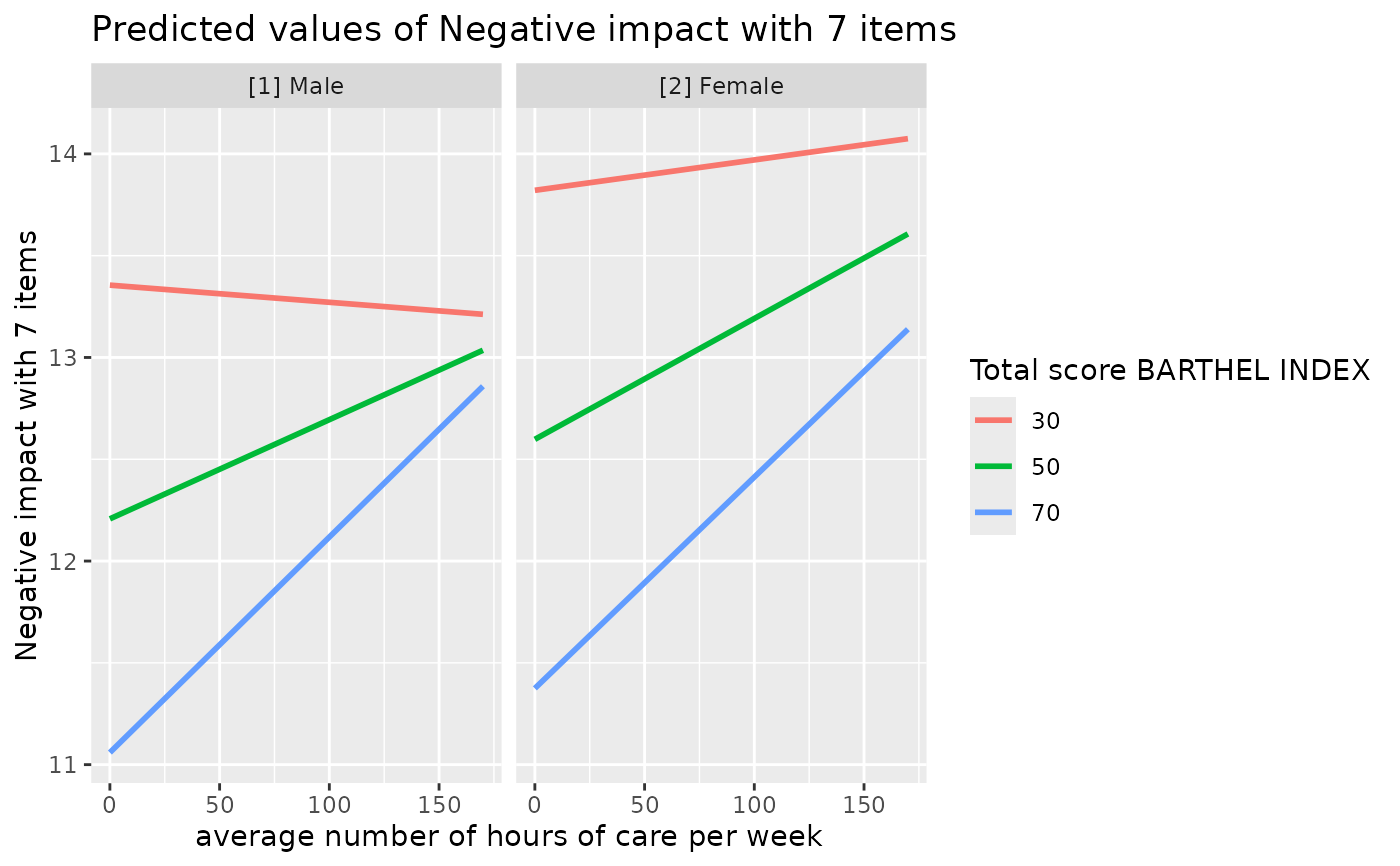 Predicted values of Negative impact with 7 items
[1] Male
[2] Female
14
13
12
11
Negative impact with 7 items
0 50 100 150
0 50 100 150
average number of hours of care per week
Total score BARTHEL INDEX
30
50
70